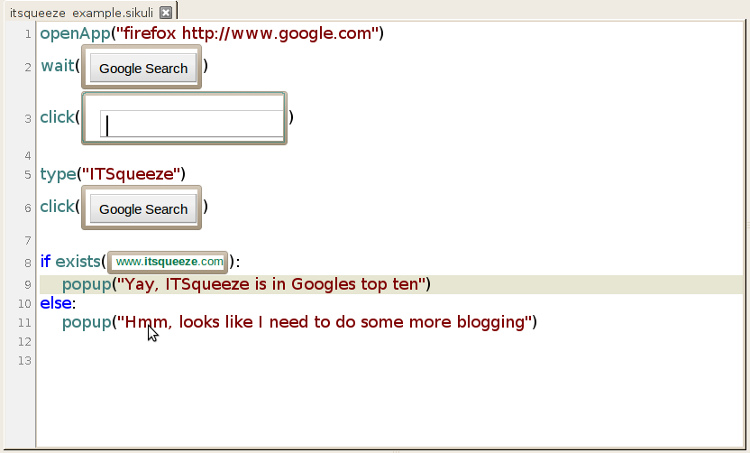 itsqueeze example.sikuli
1 openApp("firefox http://www.google.com")
2 wait( Google Search )
3 click( )
4
5 type("ITSqueeze")
6 click( Google Search )
7
8 if exists( www.itsqueeze.com ):
9 popup("Yay, ITSqueeze is in Googles top ten")
10 else:
11 popup("Hmm, looks like I need to do some more blogging")
12
13